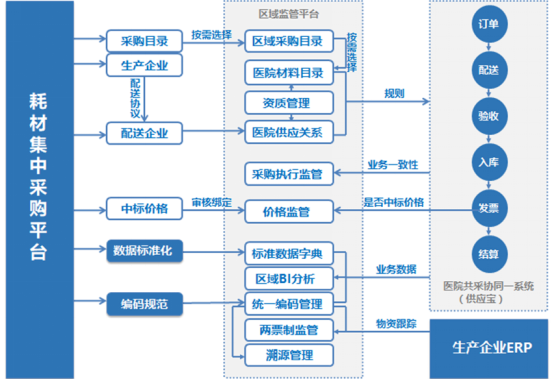 耗材集中采购平台
采购目录
生产企业
配送协议
配送企业
中标价格
数据标准化
编码规范
按需选择
审核绑定
区域监管平台
区域采购目录
按需选择
医院材料目录
资质管理
医院供应关系
采购执行监管
价格监管
标准数据字典
区域BI分析
统一编码管理
两票制监管
溯源管理
规则
业务一致性
是否中标价格
业务数据
物资跟踪
订单
配送
验收
入库
发票
结算
医院共采协同一系统
（供应宝）
生产企业ERP